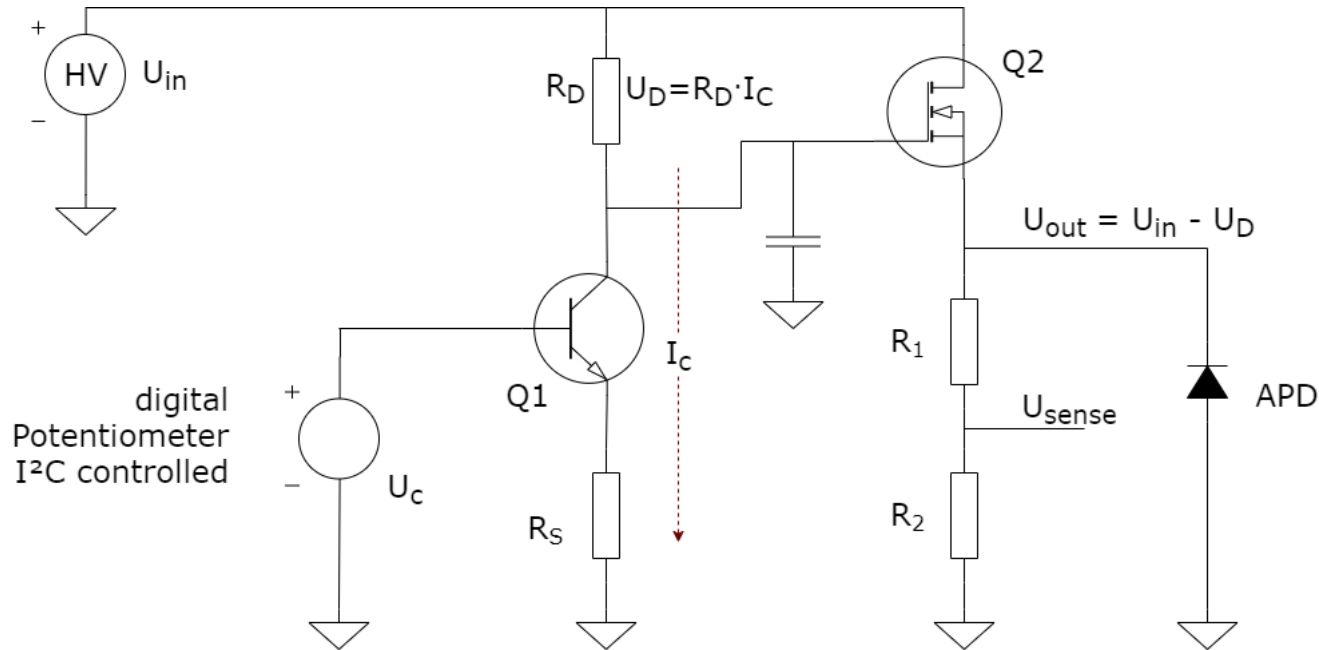 +
HV
U_in
−
R_D
U_D=R_D·I_C
Q2
U_out = U_in - U_D
R_1
I_c
Q1
U_sense
APD
digital
Potentiometer
I²C controlled
+
−
U_c
R_S
R_2